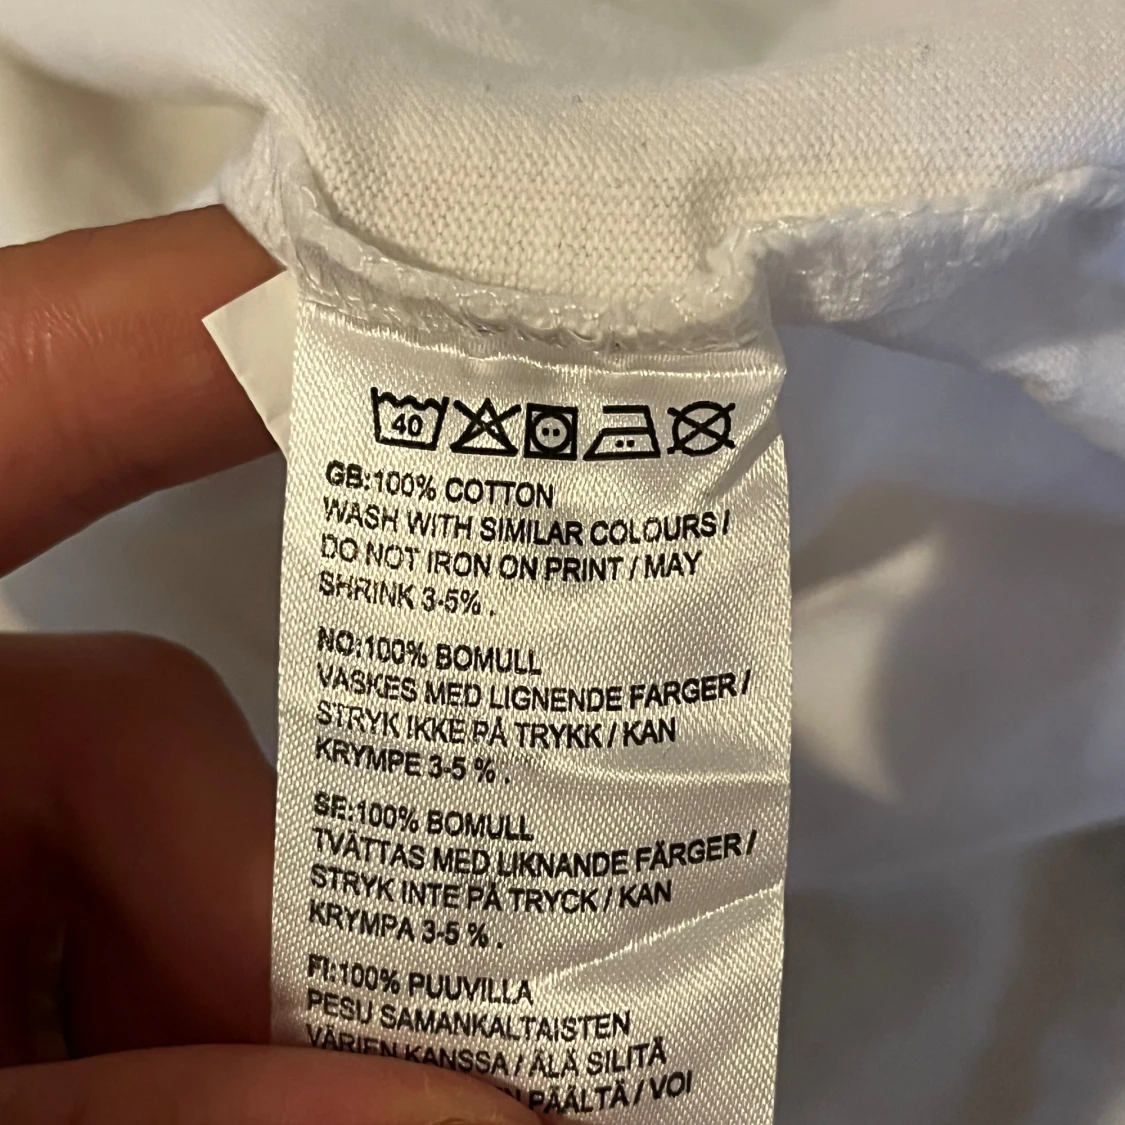 40
GB:100% COTTON
WASH WITH SIMILAR COLOURS /
DO NOT IRON ON PRINT / MAY
SHRINK 3-5% .
NO:100% BOMULL
VASKES MED LIGNENDE FARGER /
STRYK IKKE PÅ TRYKK / KAN
KRYMPE 3-5 % .
SE:100% BOMULL
TVÄTTAS MED LIKNANDE FÄRGER /
STRYK INTE PÅ TRYCK / KAN
KRYMPA 3-5 % .
FI:100% PUUVILLA
PESU SAMANKALTAISTEN
VÄRIEN KANSSA / ÄLÄ SILITÄ
PÄÄLTÄ / VOI